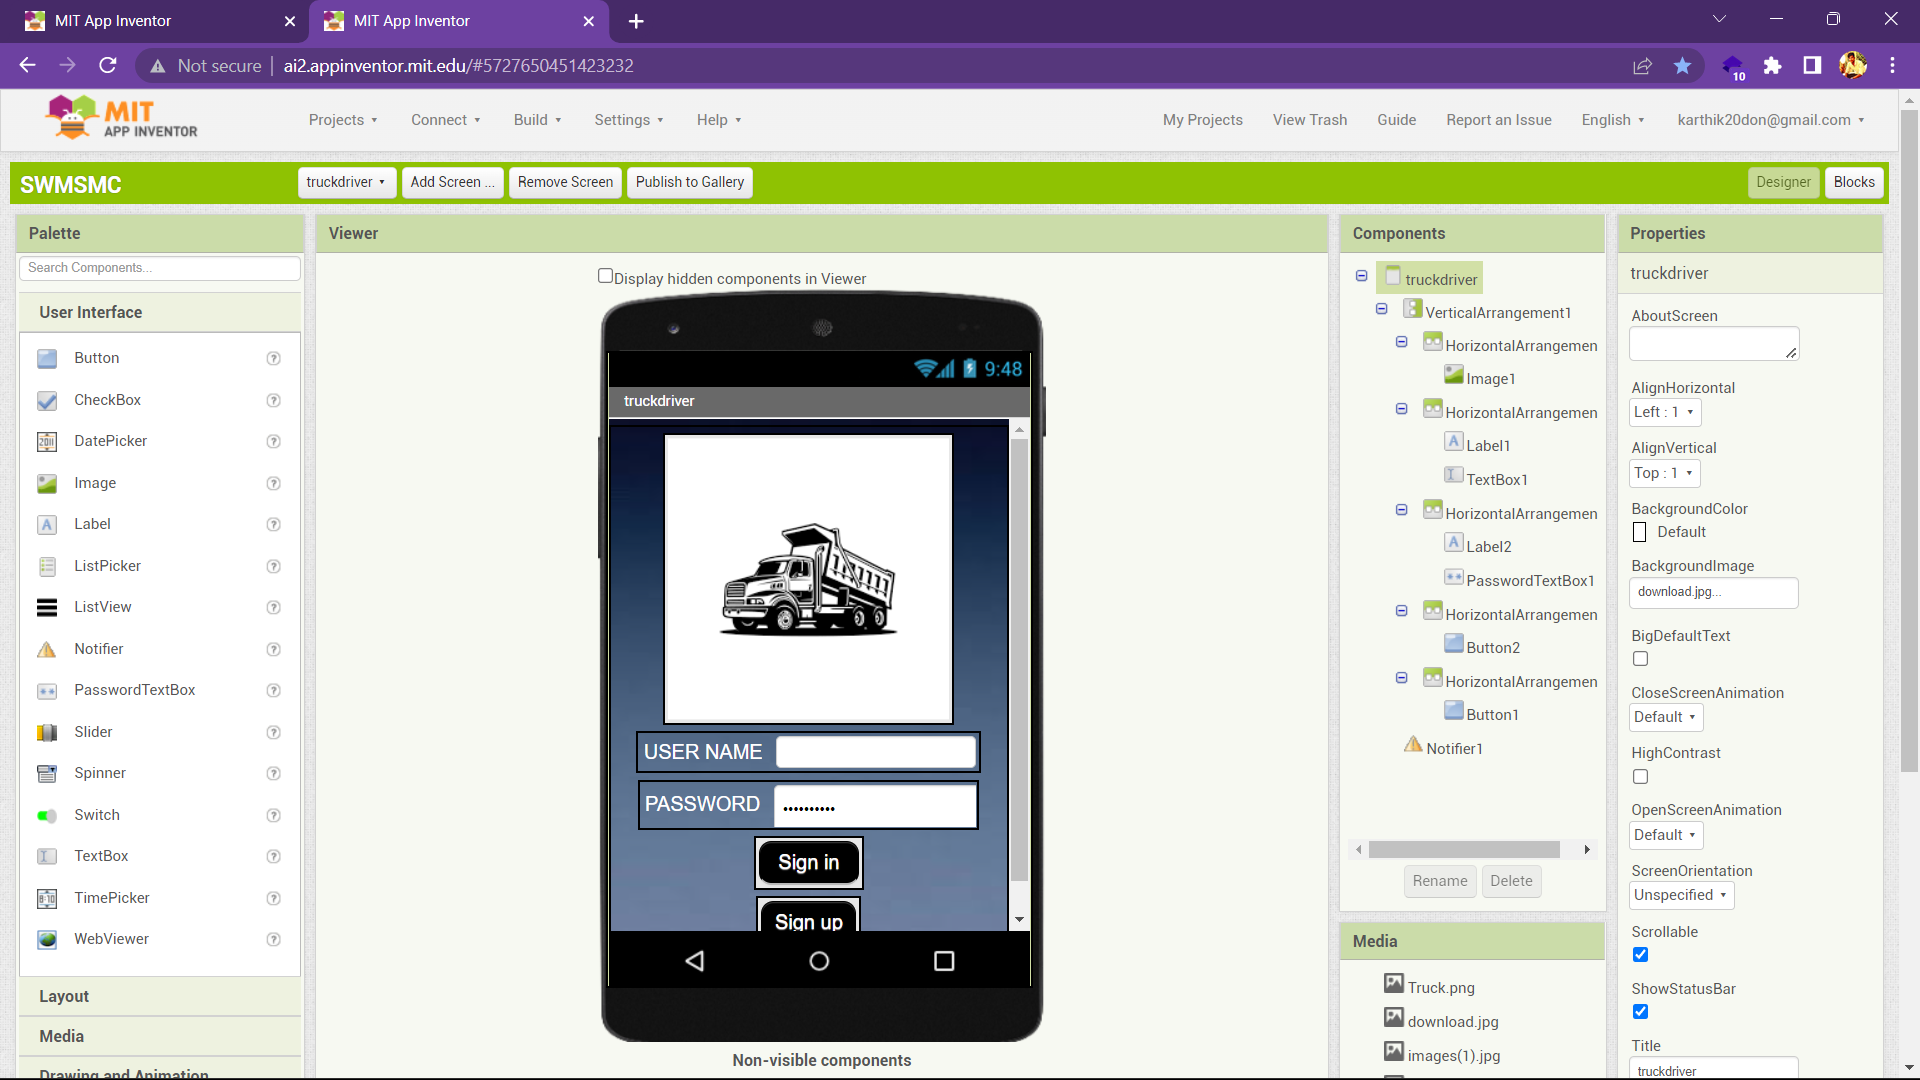 MIT App Inventor
MIT App Inventor
Not secure
ai2.appinventor.mit.edu/#5727650451423232
10
MIT
APP INVENTOR
Projects
Connect
Build
Settings
Help
My Projects
View Trash
Guide
Report an Issue
English
karthik20don@gmail.com
SWMSMC
truckdriver
Add Screen ...
Remove Screen
Publish to Gallery
Designer
Blocks
Palette
Search Components...
User Interface
Button
CheckBox
DatePicker
Image
Label
ListPicker
ListView
Notifier
PasswordTextBox
Slider
Spinner
Switch
TextBox
TimePicker
WebViewer
Layout
Media
Drawing and Animation
Viewer
Display hidden components in Viewer
9:48
truckdriver
USER NAME
PASSWORD
Sign in
Sign up
Non-visible components
Components
truckdriver
VerticalArrangement1
HorizontalArrangemen
Image1
HorizontalArrangemen
Label1
TextBox1
HorizontalArrangemen
Label2
PasswordTextBox1
HorizontalArrangemen
Button2
HorizontalArrangemen
Button1
Notifier1
Rename
Delete
Media
Truck.png
download.jpg
images(1).jpg
Properties
truckdriver
AboutScreen
AlignHorizontal
Left : 1
AlignVertical
Top : 1
BackgroundColor
Default
BackgroundImage
download.jpg...
BigDefaultText
CloseScreenAnimation
Default
HighContrast
OpenScreenAnimation
Default
ScreenOrientation
Unspecified
Scrollable
ShowStatusBar
Title
truckdriver